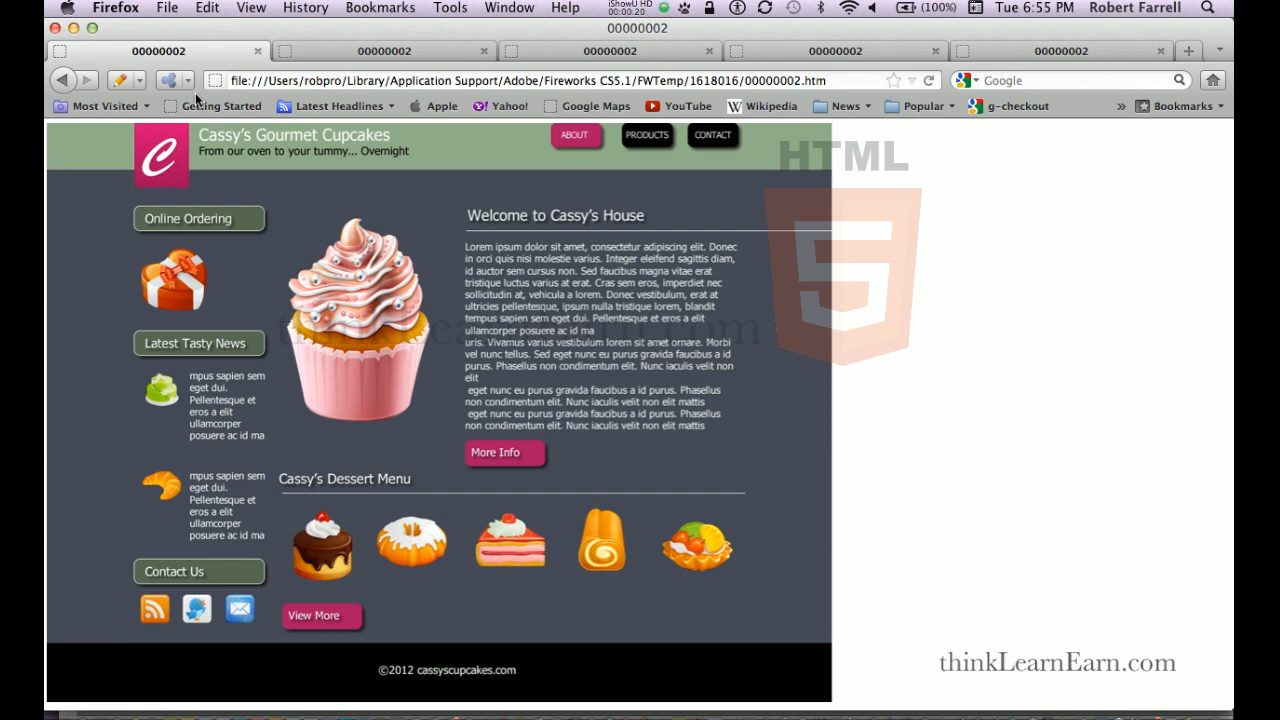 Firefox File Edit View History Bookmarks Tools Window Help iShowU HD 00:00:20 (100%) Tue 6:55 PM Robert Farrell
00000002
00000002 00000002 00000002 00000002 00000002
file:///Users/robpro/Library/Application Support/Adobe/Fireworks CS5.1/FWTemp/1618016/00000002.htm Google
Most Visited Getting Started Latest Headlines Apple Yahoo! Google Maps YouTube Wikipedia News Popular g-checkout » Bookmarks
C
Cassy's Gourmet Cupcakes
From our oven to your tummy... Overnight
ABOUT PRODUCTS CONTACT
HTML
5
Online Ordering
Latest Tasty News
mpus sapien sem
eget dui.
Pellentesque et
eros a elit
ullamcorper
posuere ac id ma
mpus sapien sem
eget dui.
Pellentesque et
eros a elit
ullamcorper
posuere ac id ma
Contact Us
Welcome to Cassy's House
Lorem ipsum dolor sit amet, consectetur adipiscing elit. Donec
in orci quis nisi molestie varius. Integer eleifend sagittis diam,
id auctor sem cursus non. Sed faucibus magna vitae erat
tristique luctus varius at erat. Cras sem eros, imperdiet nec
sollicitudin at, vehicula a lorem. Donec vestibulum, erat at
ultricies pellentesque, ipsum nulla tristique lorem, blandit
tempus sapien sem eget dui. Pellentesque et eros a elit
ullamcorper posuere ac id ma
uris. Vivamus varius vestibulum lorem sit amet ornare. Morbi
vel nunc tellus. Sed eget nunc eu purus gravida faucibus a id
purus. Phasellus non condimentum elit. Nunc iaculis velit non
elit
eget nunc eu purus gravida faucibus a id purus. Phasellus
non condimentum elit. Nunc iaculis velit non elit mattis
eget nunc eu purus gravida faucibus a id purus. Phasellus
non condimentum elit. Nunc iaculis velit non elit mattis
More Info
thinkLearnEarn.com
Cassy's Dessert Menu
View More
©2012 cassyscupcakes.com
thinkLearnEarn.com